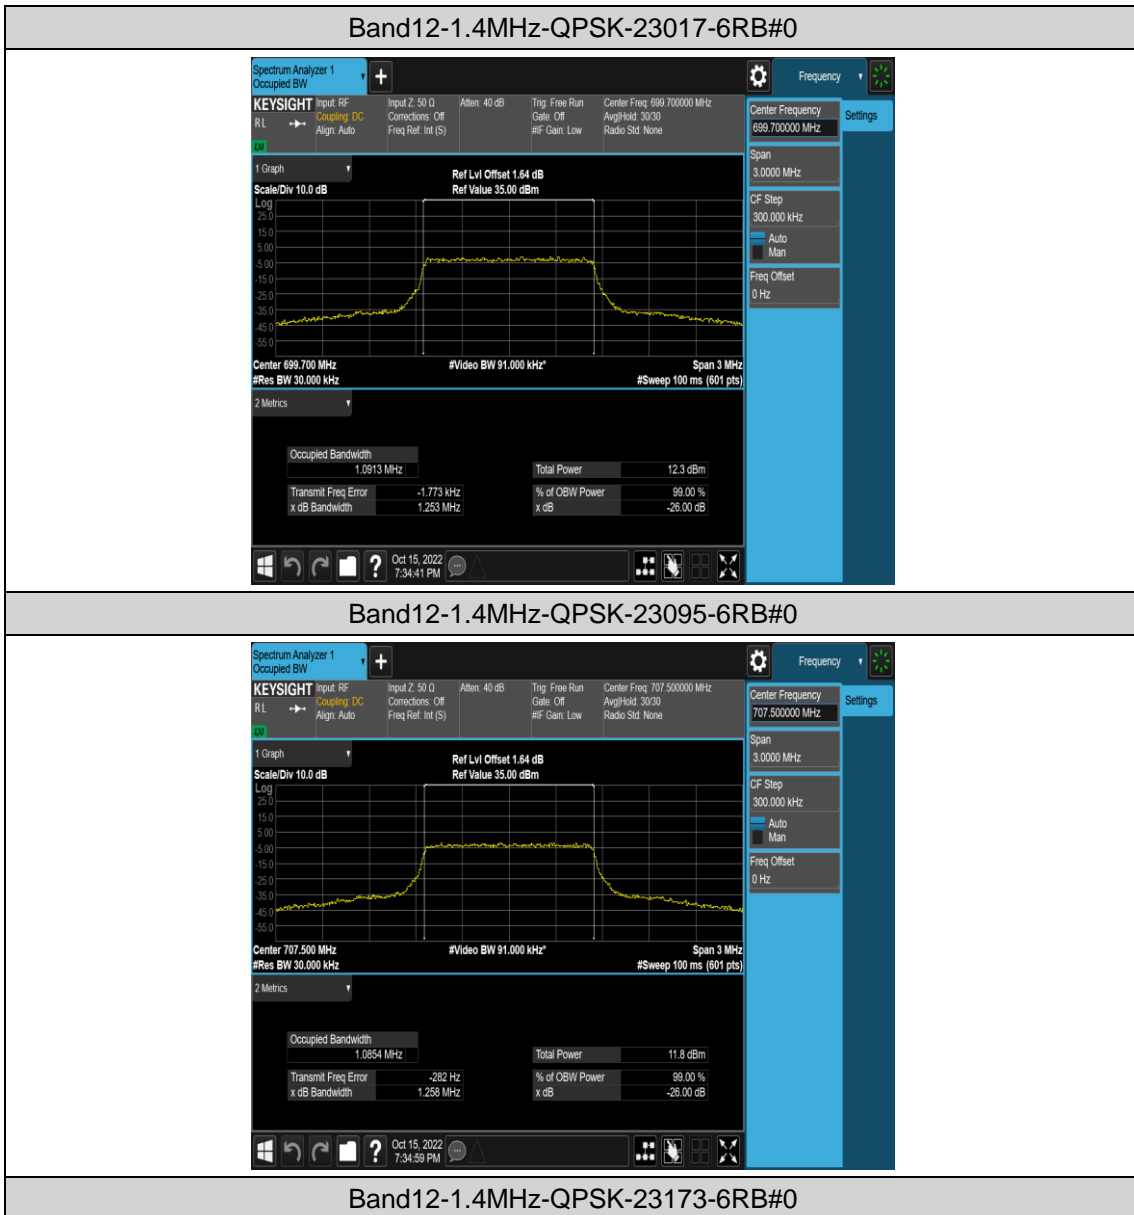 Band12-1.4MHz-QPSK-23017-6RB#0
Spectrum Analyzer 1
Occupied BW
Frequency
KEYSIGHT
RL
Input: RF
Coupling: DC
Align: Auto
Input Z: 50 Ω
Corrections: Off
Freq Ref: Int (S)
Atten: 40 dB
Trig: Free Run
Gate: Off
#IF Gain: Low
Center Freq: 699.700000 MHz
Avg|Hold: 30/30
Radio Std: None
Center Frequency
699.700000 MHz
Settings
Span
3.0000 MHz
CF Step
300.000 kHz
Auto
Man
Freq Offset
0 Hz
1 Graph
Scale/Div 10.0 dB
Ref Lvl Offset 1.64 dB
Ref Value 35.00 dBm
Log
25.0
15.0
5.00
-5.00
-15.0
-25.0
-35.0
-45.0
-55.0
Center 699.700 MHz
#Res BW 30.000 kHz
#Video BW 91.000 kHz*
Span 3 MHz
#Sweep 100 ms (601 pts)
2 Metrics
Occupied Bandwidth
1.0913 MHz
Total Power 12.3 dBm
Transmit Freq Error -1.773 kHz
% of OBW Power 99.00 %
x dB Bandwidth 1.253 MHz
x dB -26.00 dB
Oct 15, 2022
7:34:41 PM
Band12-1.4MHz-QPSK-23095-6RB#0
Spectrum Analyzer 1
Occupied BW
Frequency
KEYSIGHT
RL
Input: RF
Coupling: DC
Align: Auto
Input Z: 50 Ω
Corrections: Off
Freq Ref: Int (S)
Atten: 40 dB
Trig: Free Run
Gate: Off
#IF Gain: Low
Center Freq: 707.500000 MHz
Avg|Hold: 30/30
Radio Std: None
Center Frequency
707.500000 MHz
Settings
Span
3.0000 MHz
CF Step
300.000 kHz
Auto
Man
Freq Offset
0 Hz
1 Graph
Scale/Div 10.0 dB
Ref Lvl Offset 1.64 dB
Ref Value 35.00 dBm
Log
25.0
15.0
5.00
-5.00
-15.0
-25.0
-35.0
-45.0
-55.0
Center 707.500 MHz
#Res BW 30.000 kHz
#Video BW 91.000 kHz*
Span 3 MHz
#Sweep 100 ms (601 pts)
2 Metrics
Occupied Bandwidth
1.0854 MHz
Total Power 11.8 dBm
Transmit Freq Error -282 Hz
% of OBW Power 99.00 %
x dB Bandwidth 1.258 MHz
x dB -26.00 dB
Oct 15, 2022
7:34:59 PM
Band12-1.4MHz-QPSK-23173-6RB#0